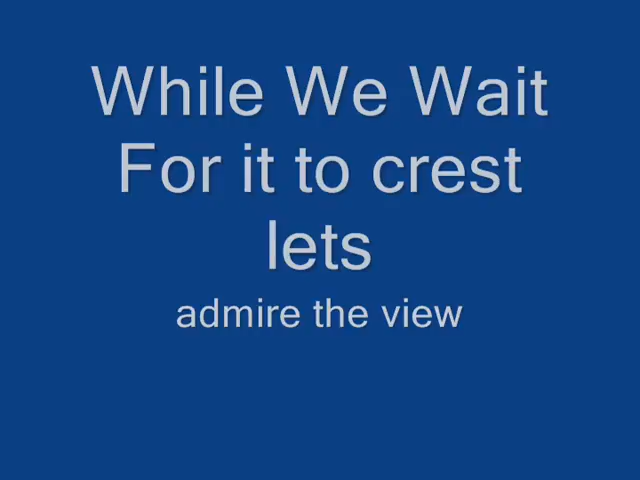 While We Wait
For it to crest
lets
admire the view